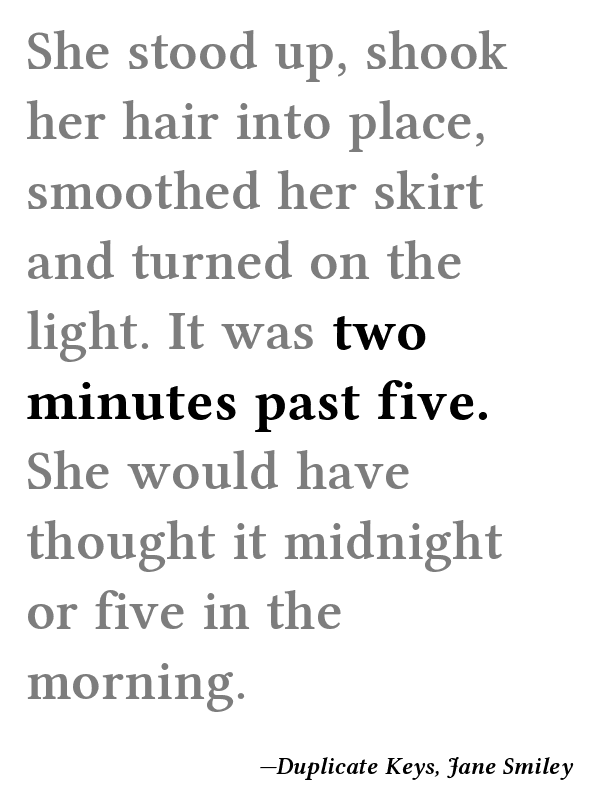 She stood up, shook
her hair into place,
smoothed her skirt
and turned on the
light. It was two
minutes past five.
She would have
thought it midnight
or five in the
morning.
—Duplicate Keys, Jane Smiley